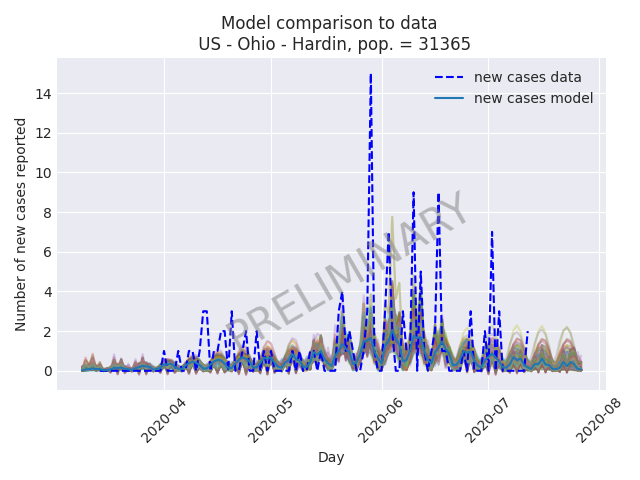 Model comparison to data
US - Ohio - Hardin, pop. = 31365
new cases data
new cases model
Number of new cases reported
14
12
10
8
6
4
2
0
PRELIMINARY
2020-04
2020-05
2020-06
2020-07
2020-08
Day